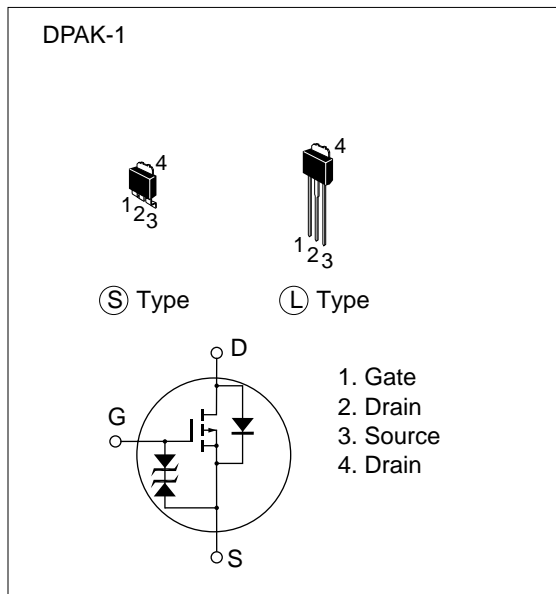 DPAK-1
4
1 2 3
4
1 2 3
S Type
L Type
D
G
S
1. Gate
2. Drain
3. Source
4. Drain